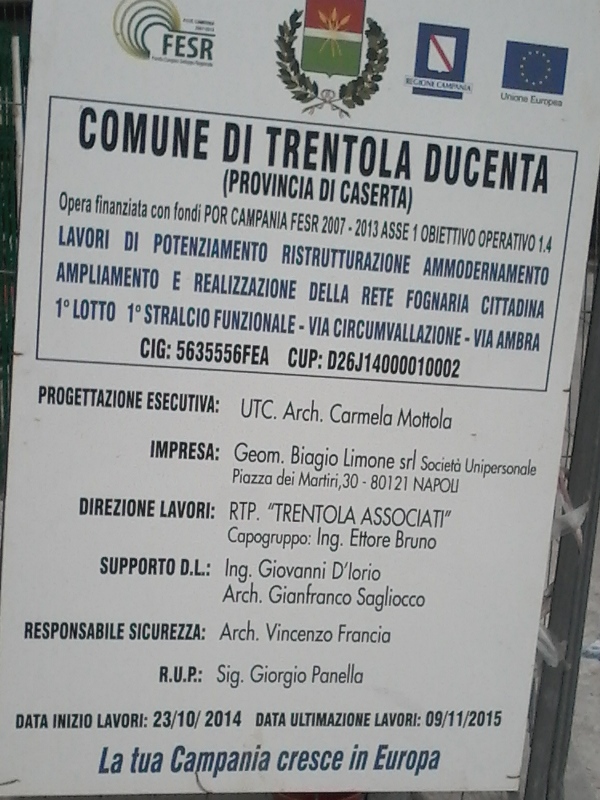 FESR
REGIONE CAMPANIA
Unione Europea
COMUNE DI TRENTOLA DUCENTA
(PROVINCIA DI CASERTA)
Opera finanziata con fondi POR CAMPANIA FESR 2007 - 2013 ASSE 1 OBIETTIVO OPERATIVO 1.4
LAVORI DI POTENZIAMENTO RISTRUTTURAZIONE AMMODERNAMENTO
AMPLIAMENTO E REALIZZAZIONE DELLA RETE FOGNARIA CITTADINA
1° LOTTO 1° STRALCIO FUNZIONALE - VIA CIRCUMVALLAZIONE - VIA AMBRA
CIG: 5635556FEA CUP: D26J14000010002
PROGETTAZIONE ESECUTIVA: UTC. Arch. Carmela Mottola
IMPRESA: Geom. Biagio Limone srl Società Unipersonale
Piazza dei Martiri,30 - 80121 NAPOLI
DIREZIONE LAVORI: RTP. "TRENTOLA ASSOCIATI"
Capogruppo: Ing. Ettore Bruno
SUPPORTO D.L.: Ing. Giovanni D'Iorio
Arch. Gianfranco Sagliocco
RESPONSABILE SICUREZZA: Arch. Vincenzo Francia
R.U.P.: Sig. Giorgio Panella
DATA INIZIO LAVORI: 23/10/ 2014 DATA ULTIMAZIONE LAVORI: 09/11/2015
La tua Campania cresce in Europa